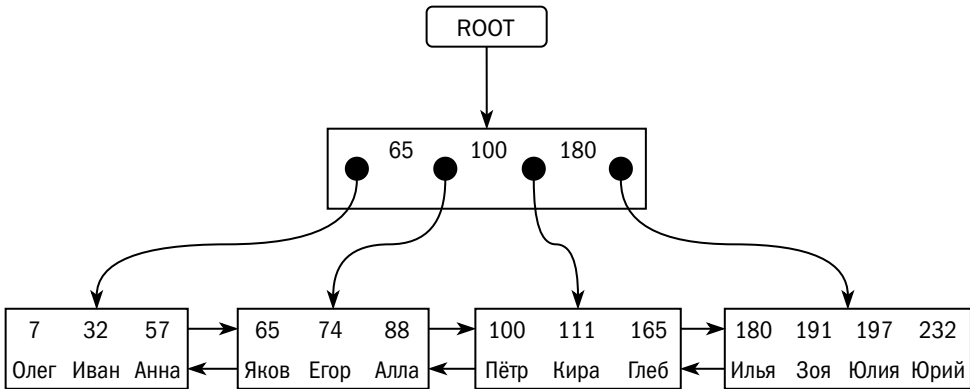 ROOT
65 100 180
7 32 57 65 74 88 100 111 165 180 191 197 232
Олег Иван Анна Яков Егор Алла Пётр Кира Глеб Илья Зоя Юлия Юрий